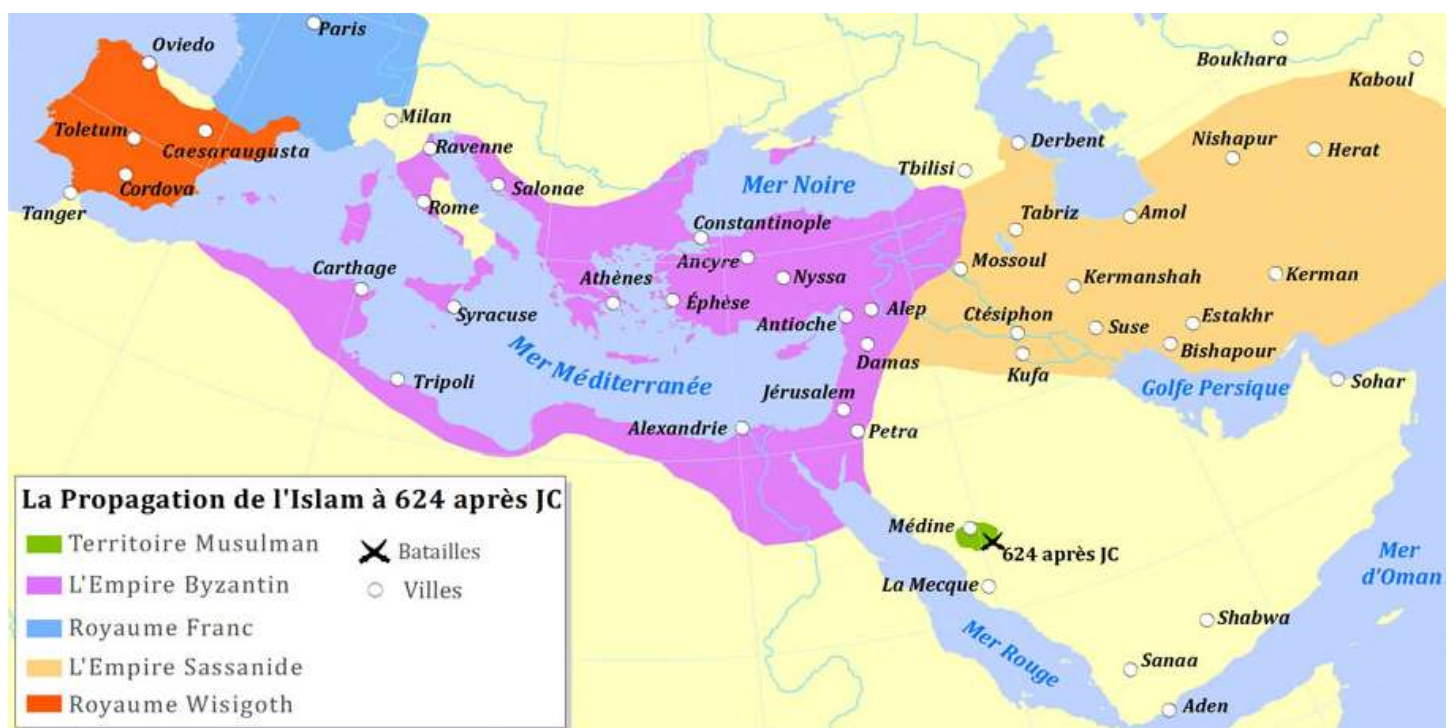 Paris
Oviedo
Boukhara
Kaboul
Milan
Toletum
Caesaraugusta
Ravenne
Derbent
Nishapur
Herat
Cordova
Salonae
Tbilisi
Mer Noire
Tanger
Rome
Constantinople
Tabriz
Amol
Carthage
Athènes
Ancyre
Nyssa
Mossoul
Kermanshah
Kerman
Syracuse
Éphèse
Antioche
Alep
Ctésiphon
Suse
Estakhr
Mer Méditerranée
Damas
Kufa
Bishapour
Tripoli
Jérusalem
Golfe Persique
Sohar
Alexandrie
Petra
La Propagation de l'Islam à 624 après JC
Territoire Musulman
Batailles
L'Empire Byzantin
Villes
Royaume Franc
L'Empire Sassanide
Royaume Wisigoth
Médine
624 après JC
La Mecque
Mer
d'Oman
Shabwa
Mer Rouge
Sanaa
Aden